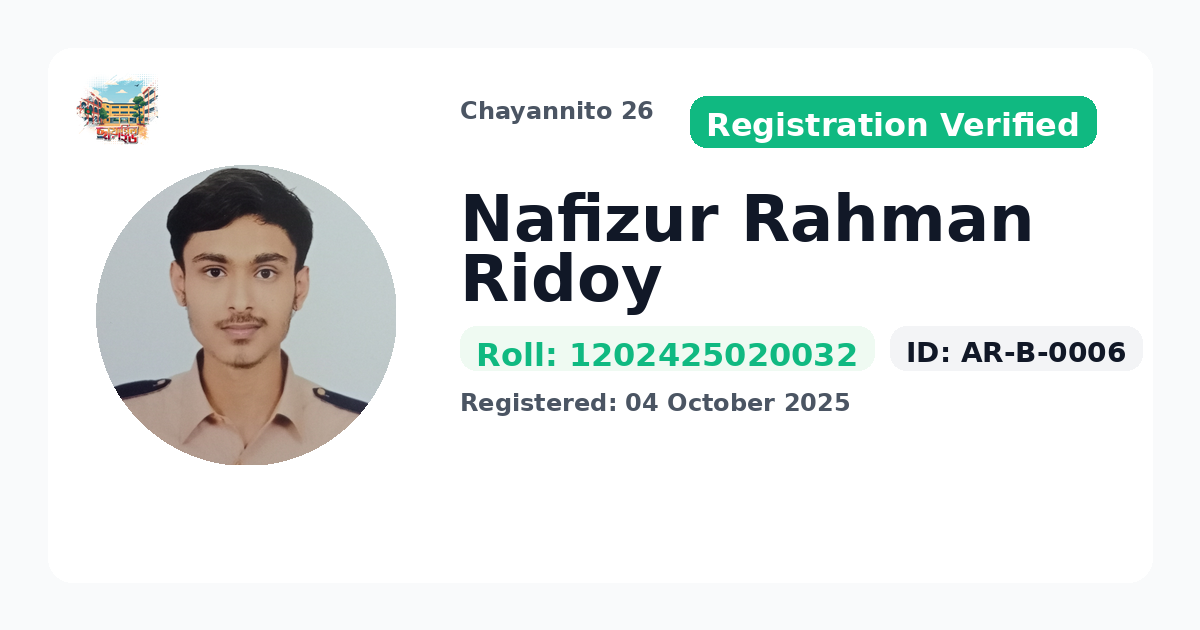 Chayannito 26
Registration Verified
Nafizur Rahman
Ridoy
Roll: 1202425020032
ID: AR-B-0006
Registered: 04 October 2025